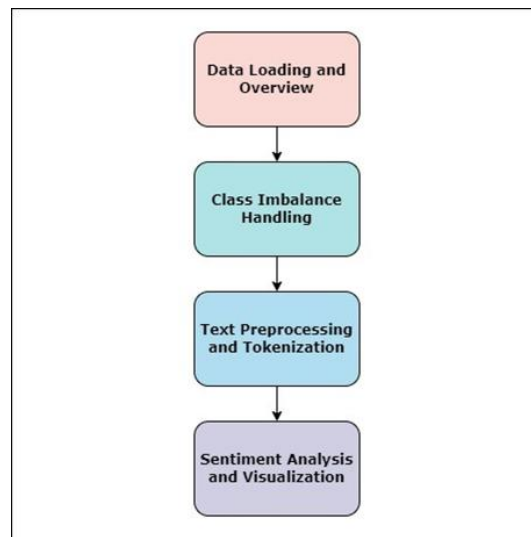 Data Loading and
Overview
Class Imbalance
Handling
Text Preprocessing
and Tokenization
Sentiment Analysis
and Visualization